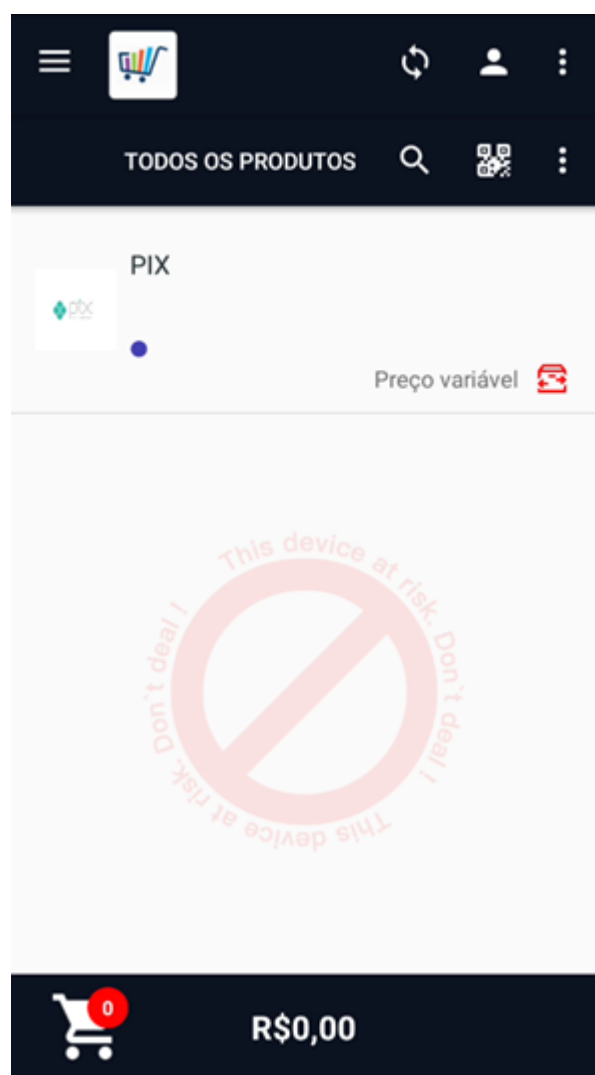 TODOS OS PRODUTOS
PIX
pix
Preço variável
This device at risk. Don`t deal !
This device at risk. Don`t deal !
0
R$0,00